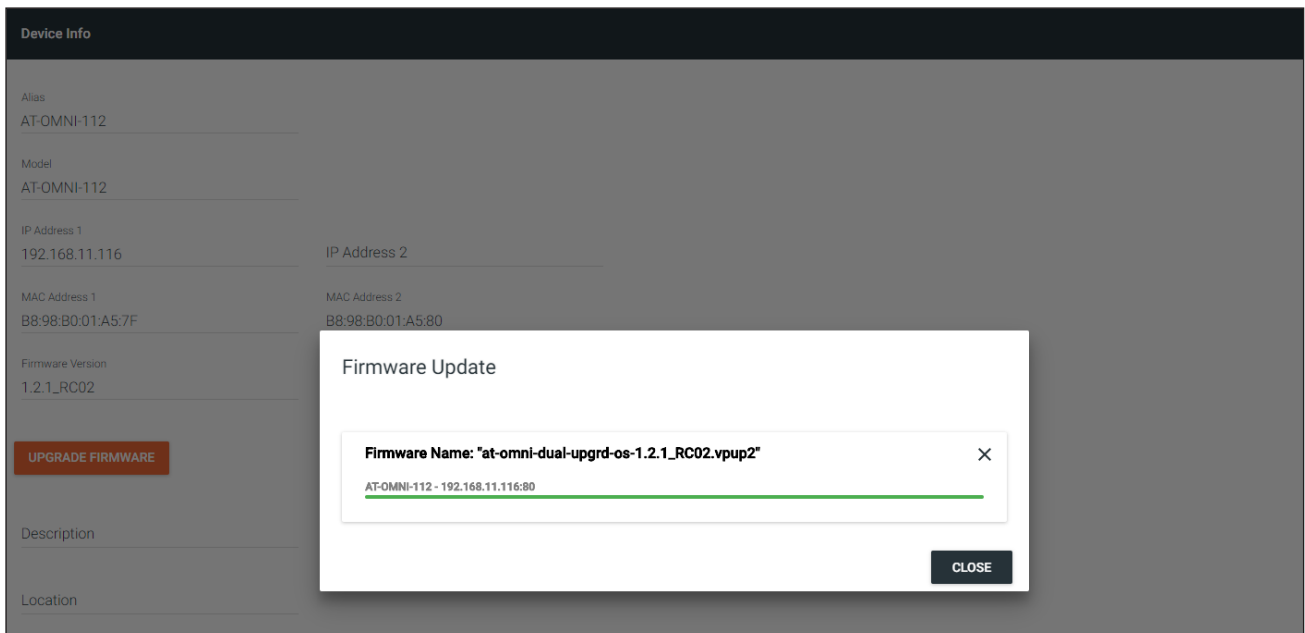 Device Info
Alias
AT-OMNI-112
Model
AT-OMNI-112
IP Address 1
192.168.11.116
IP Address 2
MAC Address 1
MAC Address 2
B8:98:B0:01:A5:7F
B8:98:B0:01:A5:80
Firmware Version
1.2.1_RC02
UPGRADE FIRMWARE
Description
Location
Firmware Update
Firmware Name: "at-omni-dual-upgrd-os-1.2.1_RC02.vpup2"
AT-OMNI-112 - 192.168.11.116:80
CLOSE